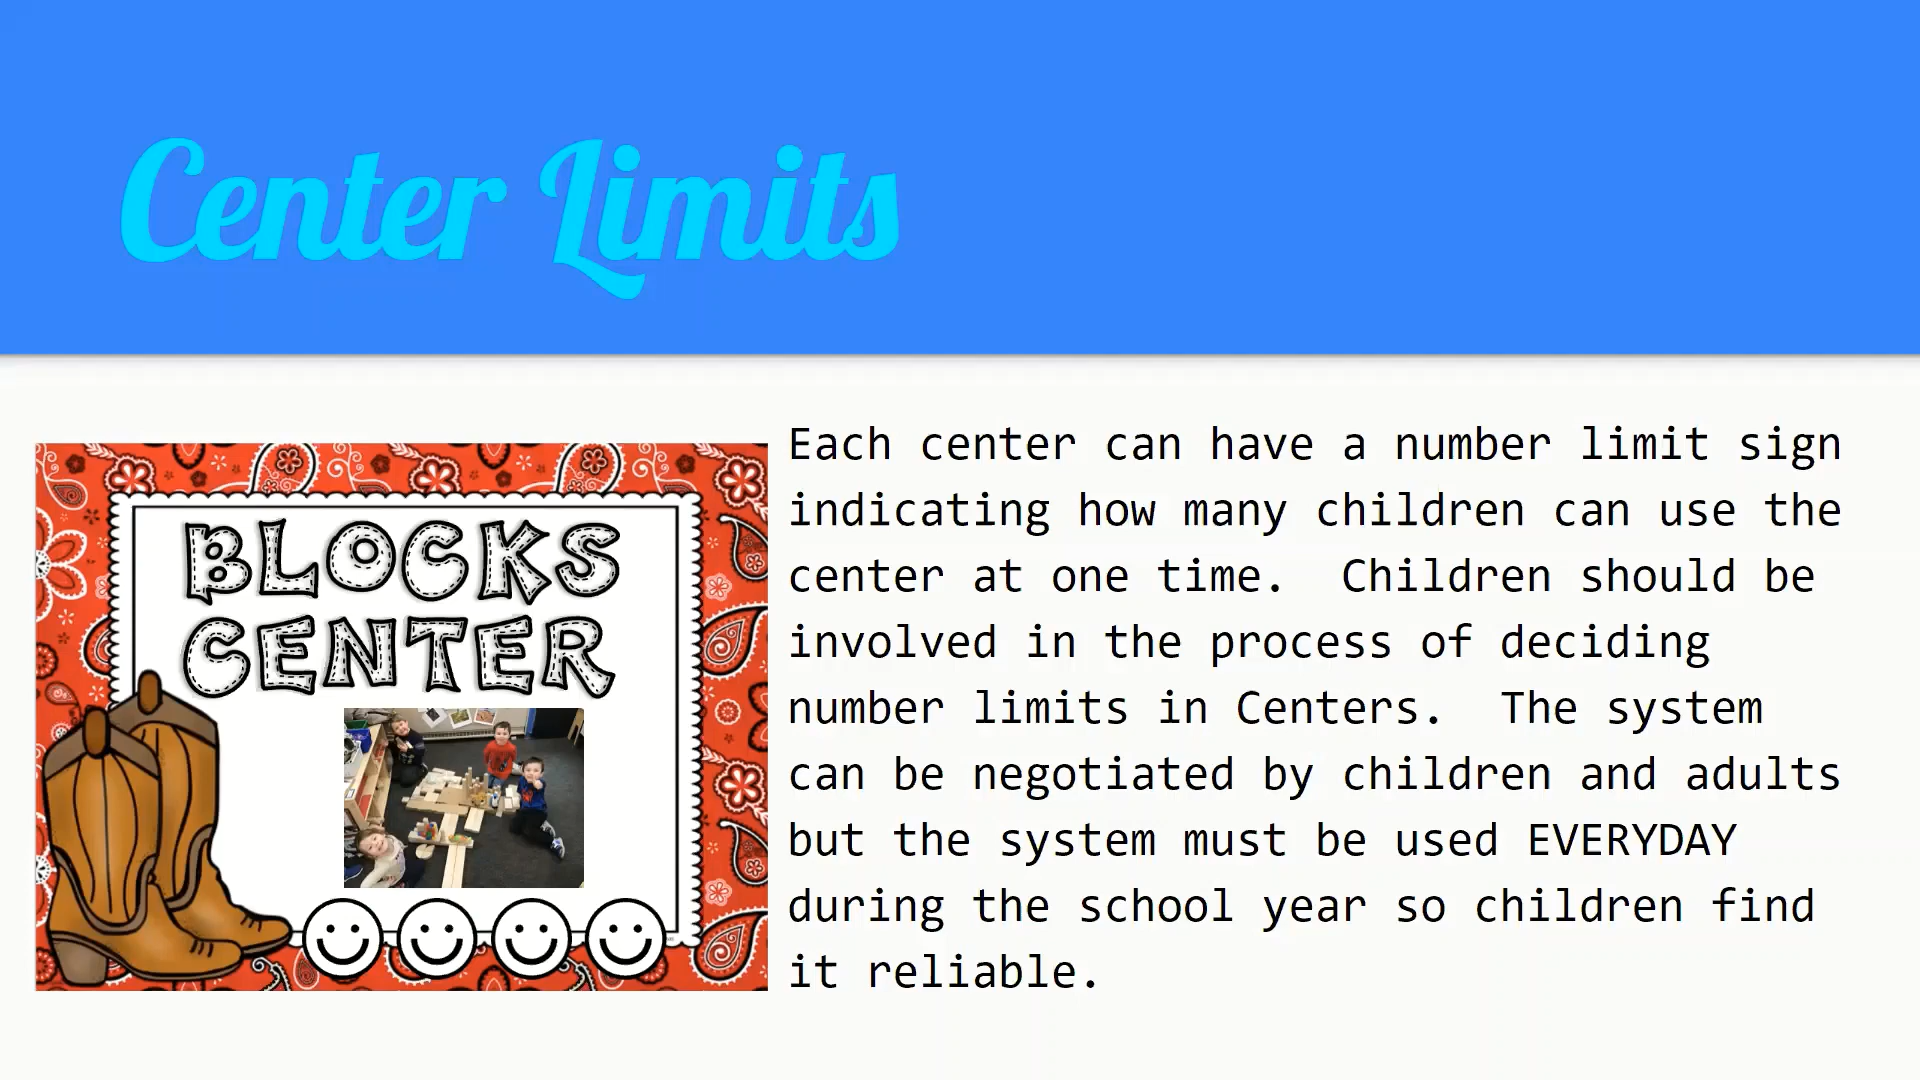 Center Limits
BLOCKS
CENTER
Each center can have a number limit sign
indicating how many children can use the
center at one time.  Children should be
involved in the process of deciding
number limits in Centers.  The system
can be negotiated by children and adults
but the system must be used EVERYDAY
during the school year so children find
it reliable.